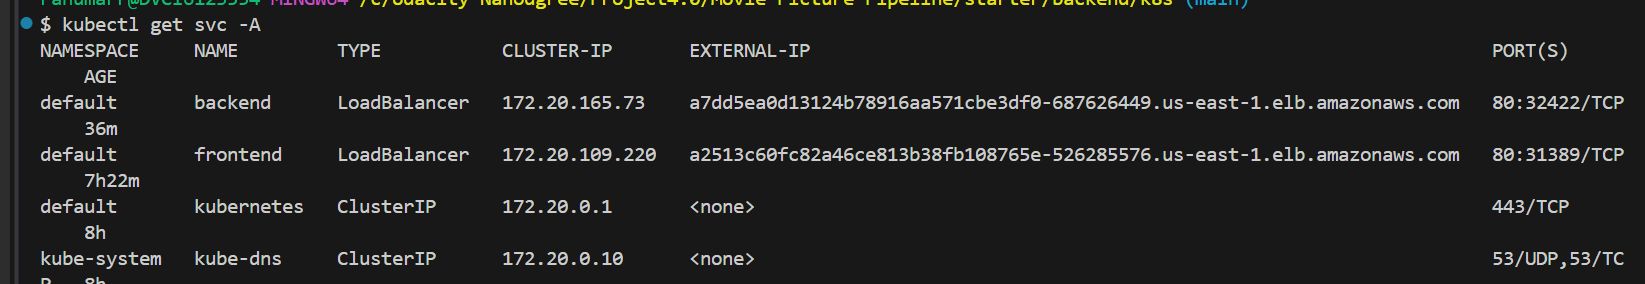 $ kubectl get svc -A
NAMESPACE NAME TYPE CLUSTER-IP EXTERNAL-IP PORT(S)
AGE
default backend LoadBalancer 172.20.165.73 a7dd5ea0d13124b78916aa571cbe3df0-687626449.us-east-1.elb.amazonaws.com 80:32422/TCP
36m
default frontend LoadBalancer 172.20.109.220 a2513c60fc82a46ce813b38fb108765e-526285576.us-east-1.elb.amazonaws.com 80:31389/TCP
7h22m
default kubernetes ClusterIP 172.20.0.1 <none> 443/TCP
8h
kube-system kube-dns ClusterIP 172.20.0.10 <none> 53/UDP,53/TC
P 8h